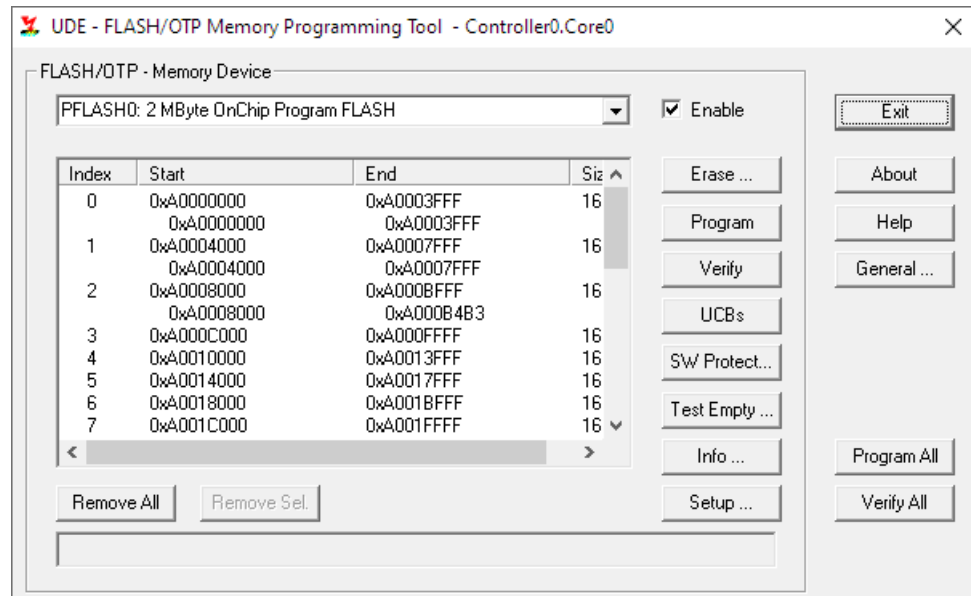 UDE - FLASH/OTP Memory Programming Tool - Controller0.Core0
FLASH/OTP - Memory Device
PFLASH0: 2 MByte OnChip Program FLASH
Enable
Exit
Index Start End Siz
0 0xA0000000 0xA0003FFF 16
0xA0000000 0xA0003FFF
1 0xA0004000 0xA0007FFF 16
0xA0004000 0xA0007FFF
2 0xA0008000 0xA000BFFF 16
0xA0008000 0xA000B4B3
3 0xA000C000 0xA000FFFF 16
4 0xA0010000 0xA0013FFF 16
5 0xA0014000 0xA0017FFF 16
6 0xA0018000 0xA001BFFF 16
7 0xA001C000 0xA001FFFF 16
Erase ...
Program
Verify
UCBs
SW Protect...
Test Empty ...
Info ...
Setup ...
About
Help
General ...
Program All
Verify All
Remove All
Remove Sel.